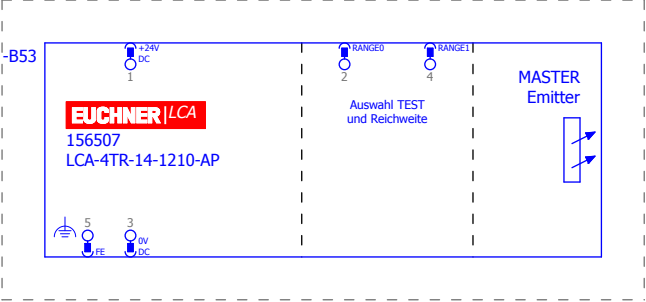 -B53
+24V
DC
1
RANGE0
2
RANGE1
4
MASTER
Emitter
Auswahl TEST
und Reichweite
EUCHNER LCA
156507
LCA-4TR-14-1210-AP
5
FE
3
0V
DC